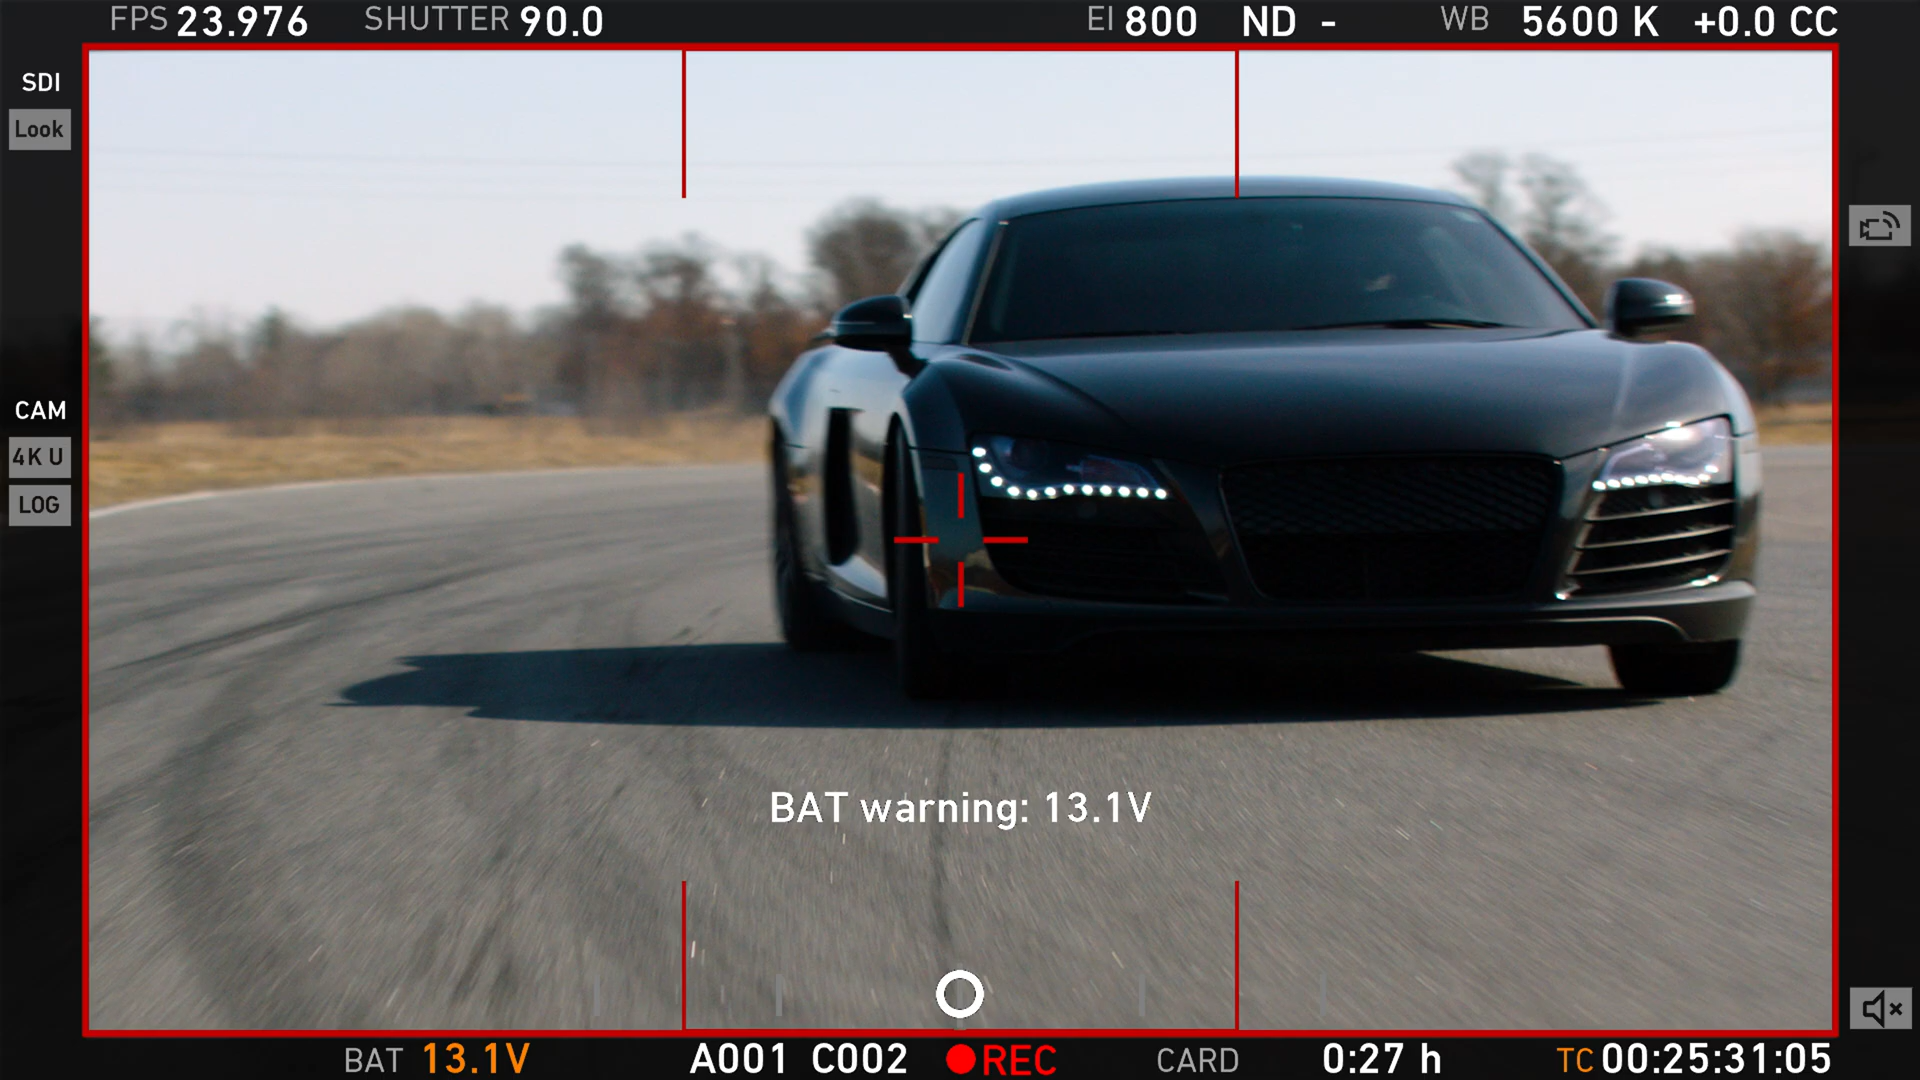 FPS 23.976 SHUTTER 90.0 EI 800 ND - WB 5600 K +0.0 CC
SDI
Look
CAM
4K U
LOG
BAT warning: 13.1V
BAT 13.1V A001 C002 REC CARD 0:27 h TC 00:25:31:05